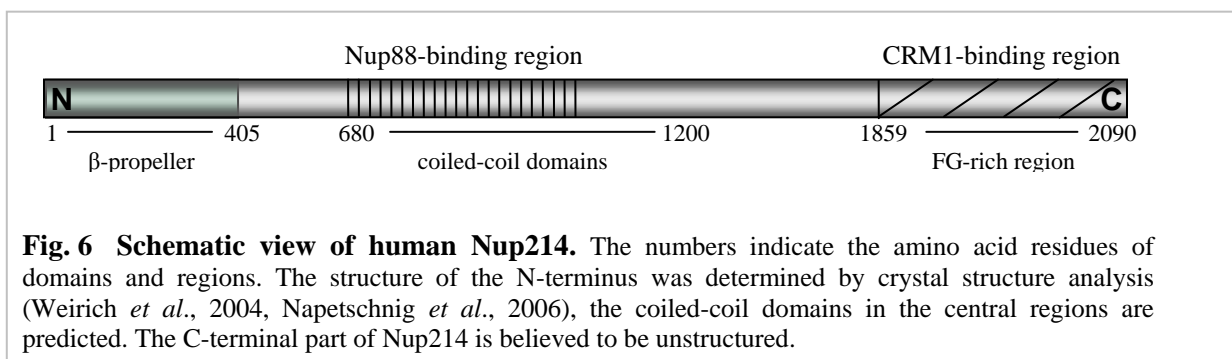 Nup88-binding region CRM1-binding region
N C
1 405 680 1200 1859 2090
β-propeller coiled-coil domains FG-rich region
Fig. 6 Schematic view of human Nup214. The numbers indicate the amino acid residues of
domains and regions. The structure of the N-terminus was determined by crystal structure analysis
(Weirich et al., 2004, Napetschnig et al., 2006), the coiled-coil domains in the central regions are
predicted. The C-terminal part of Nup214 is believed to be unstructured.